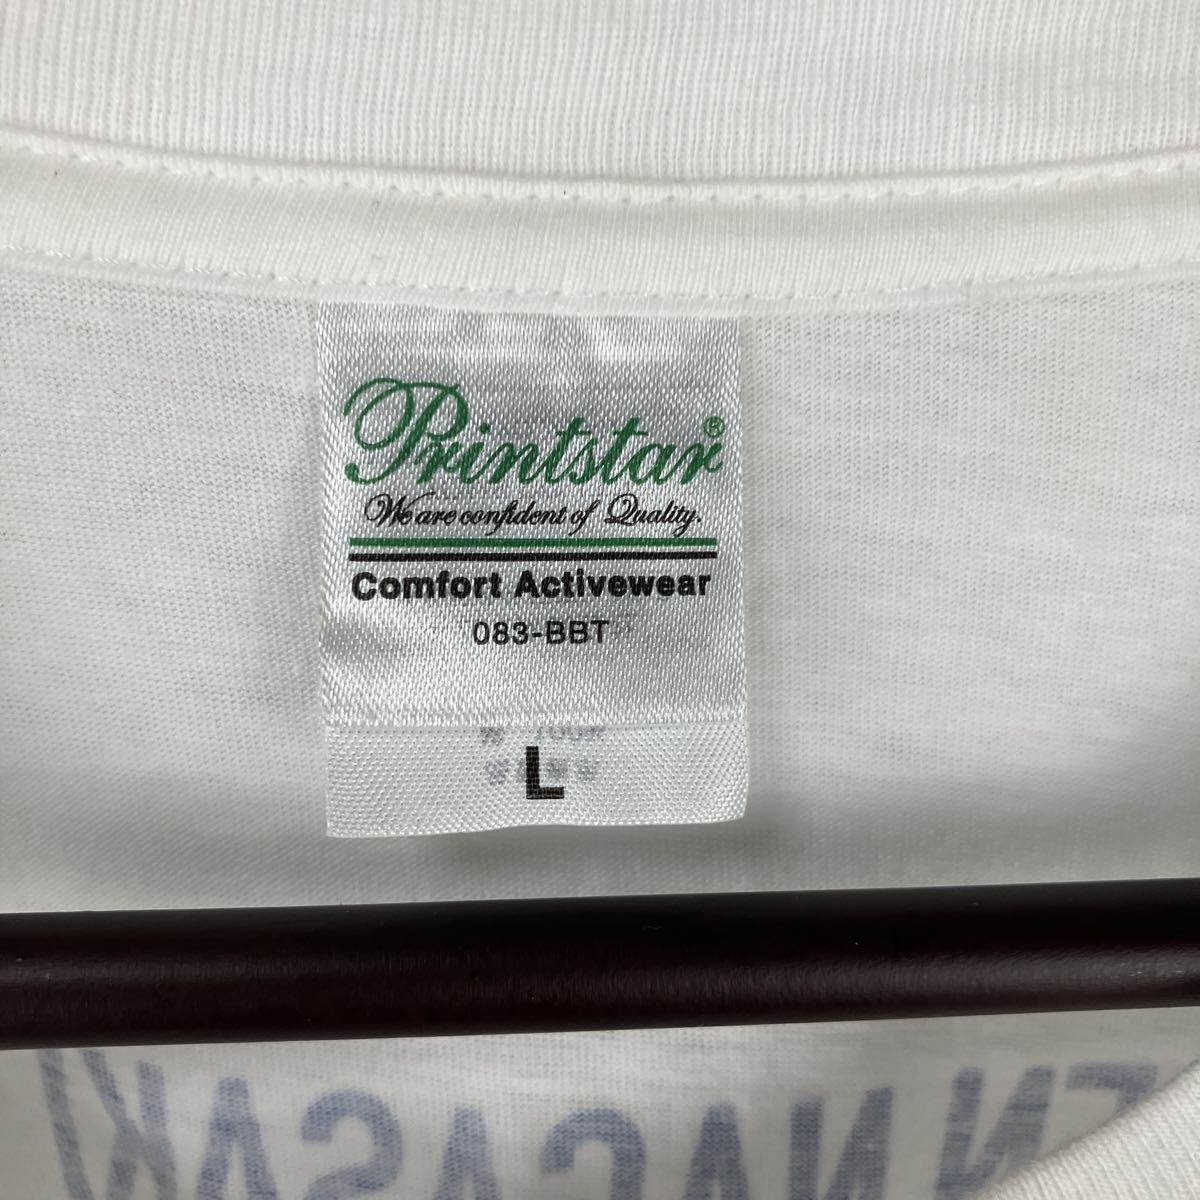 Printstar®
We are confident of Quality.
Comfort Activewear
083-BBT
L